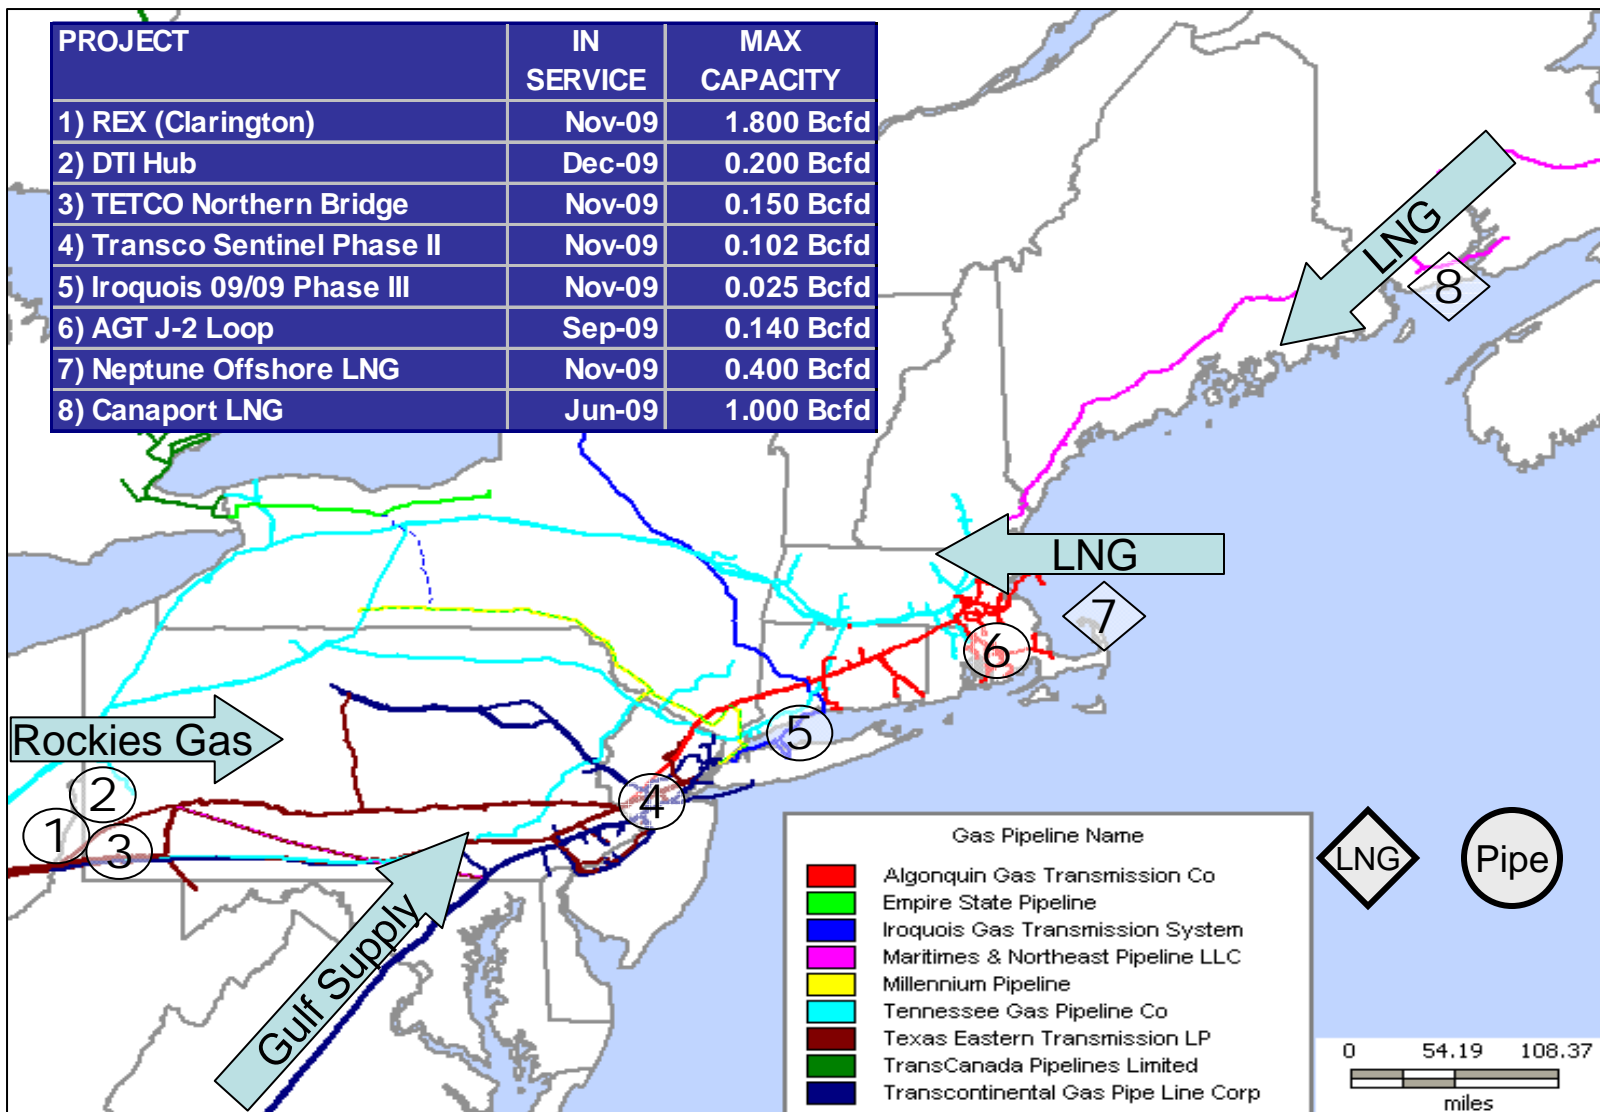 PROJECT IN SERVICE MAX CAPACITY
1) REX (Clarington) Nov-09 1.800 Bcfd
2) DTI Hub Dec-09 0.200 Bcfd
3) TETCO Northern Bridge Nov-09 0.150 Bcfd
4) Transco Sentinel Phase II Nov-09 0.102 Bcfd
5) Iroquois 09/09 Phase III Nov-09 0.025 Bcfd
6) AGT J-2 Loop Sep-09 0.140 Bcfd
7) Neptune Offshore LNG Nov-09 0.400 Bcfd
8) Canaport LNG Jun-09 1.000 Bcfd
LNG
8
LNG
7
6
5
Rockies Gas
2
1
3
4
Gulf Supply
Gas Pipeline Name
Algonquin Gas Transmission Co
Empire State Pipeline
Iroquois Gas Transmission System
Maritimes & Northeast Pipeline LLC
Millennium Pipeline
Tennessee Gas Pipeline Co
Texas Eastern Transmission LP
TransCanada Pipelines Limited
Transcontinental Gas Pipe Line Corp
LNG
Pipe
0 54.19 108.37
miles